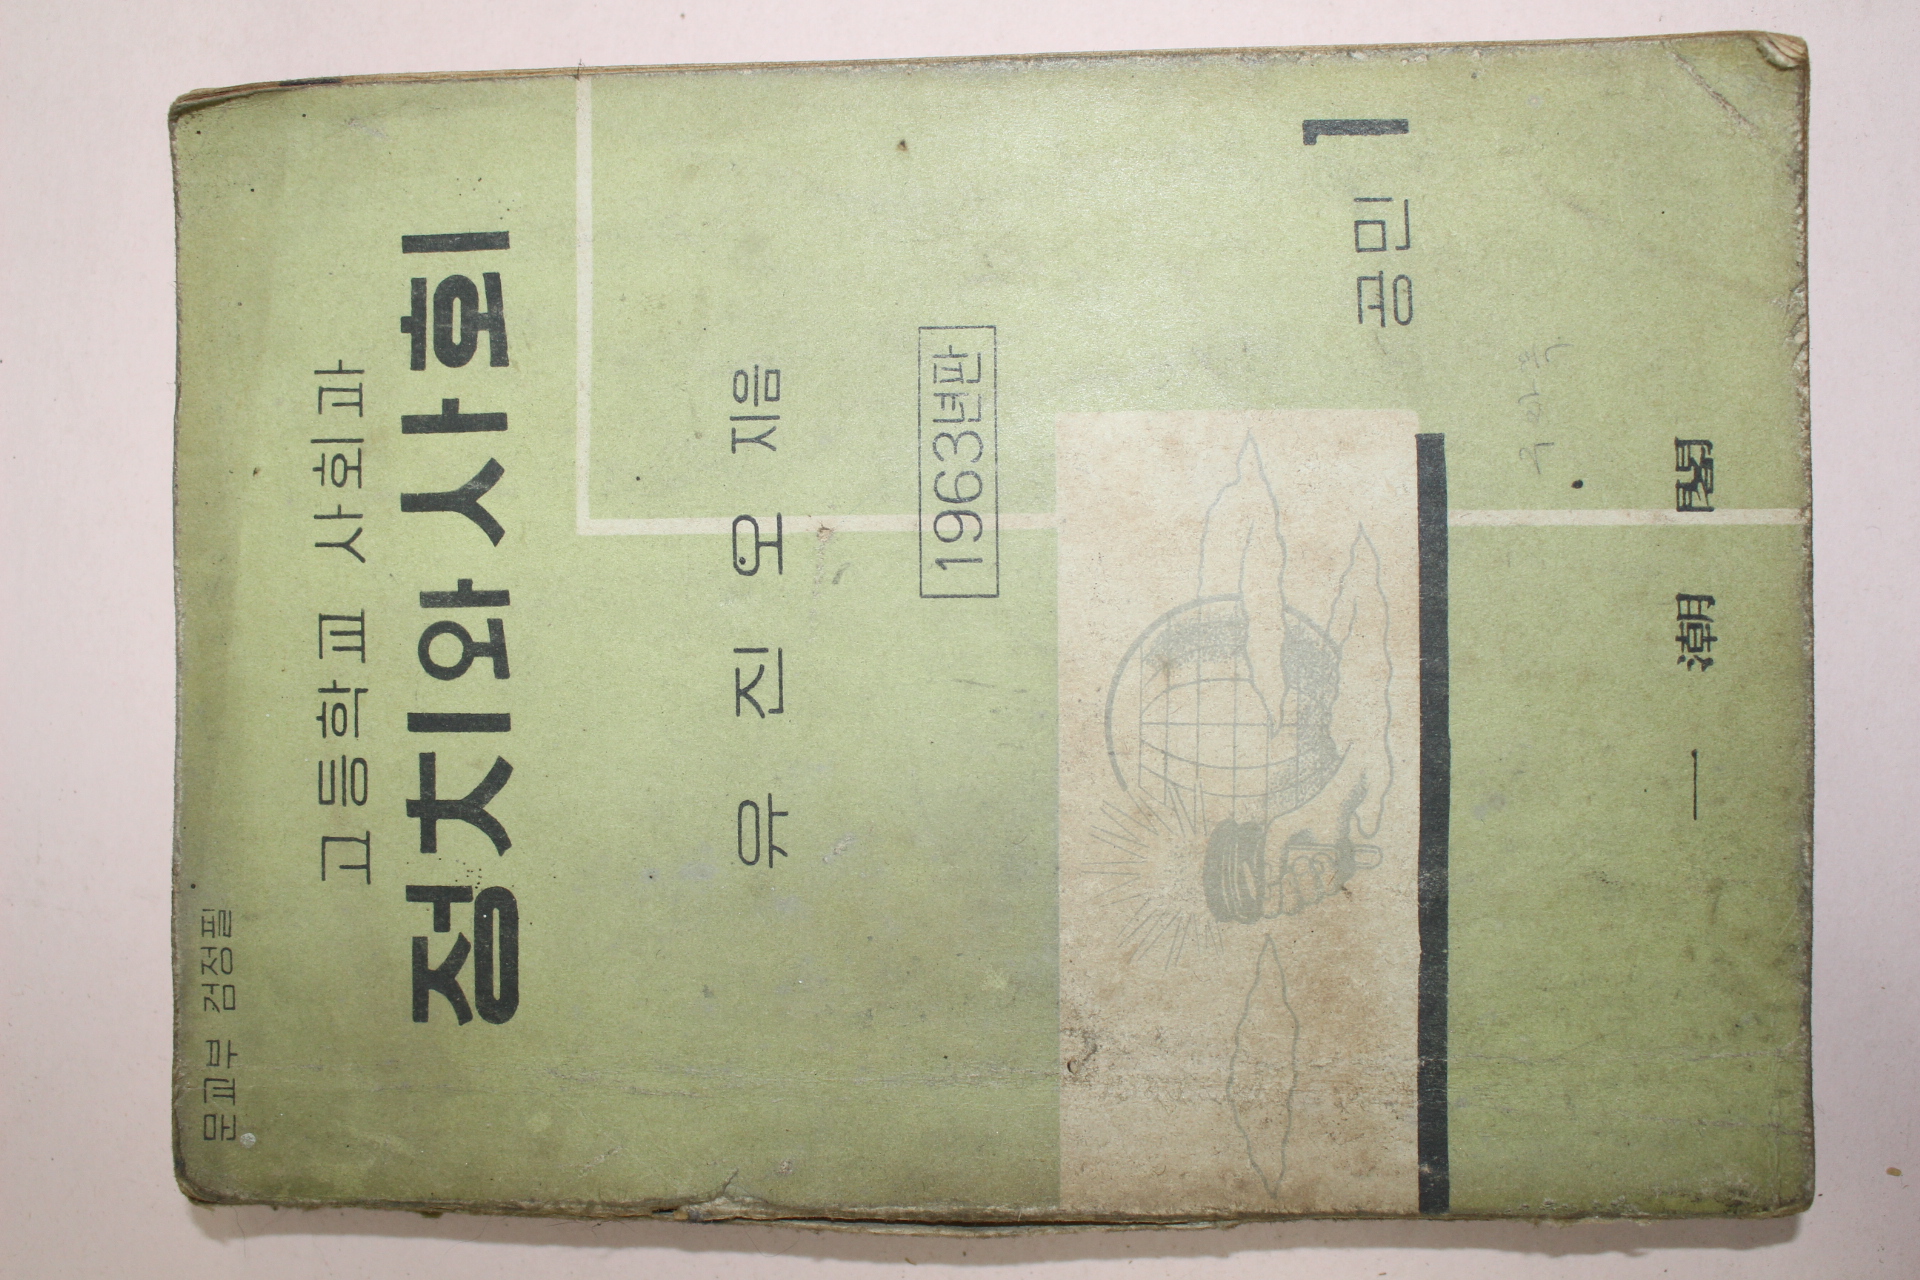 문교부 검정필
고등학교 사회과
정치와 사회
유진오 지음
1963년판
공민 1
一潮閣